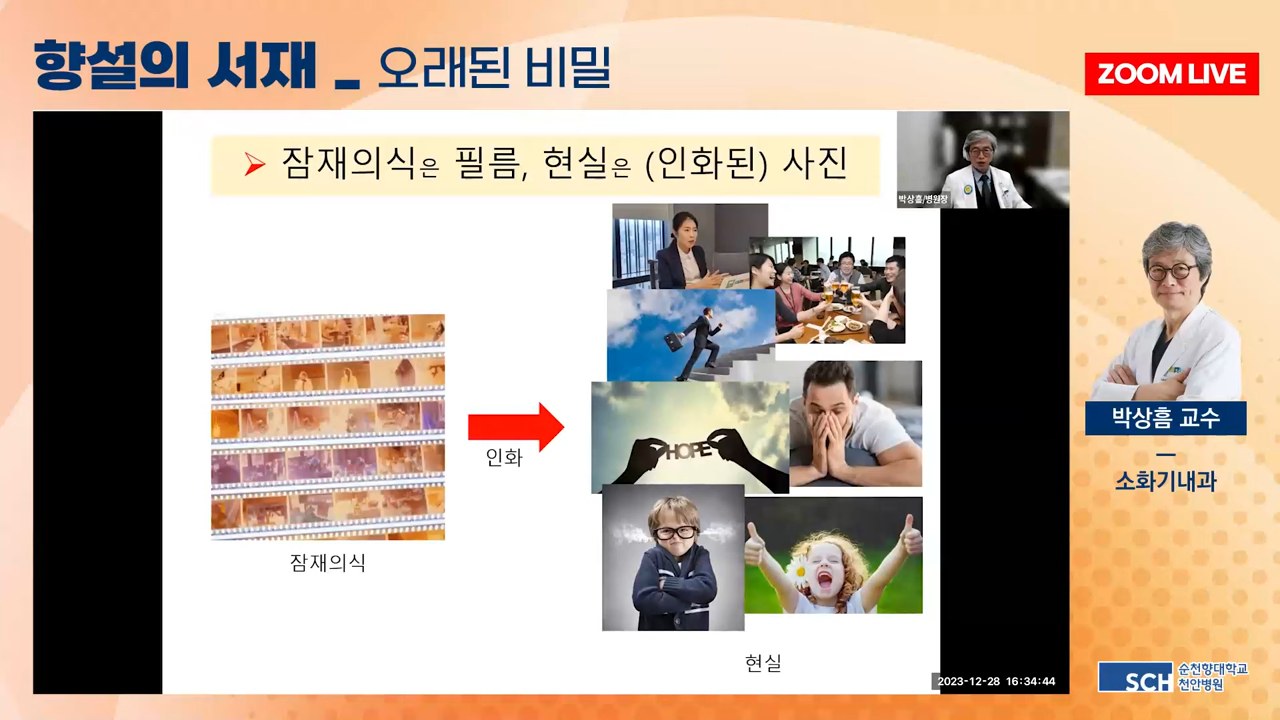 향설의 서재 _ 오래된 비밀
ZOOM LIVE
➢ 잠재의식은 필름, 현실은 (인화된) 사진
박상흠/병원장
HOPE
인화
잠재의식
현실
2023-12-28 16:34:44
박상흠 교수
소화기내과
SCH 순천향대학교
천안병원